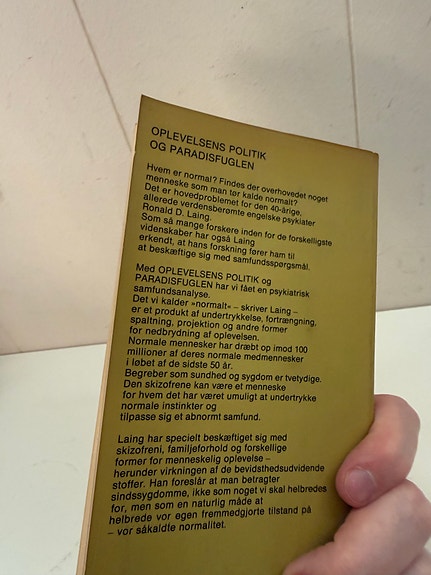 OPLEVELSENS POLITIK
OG PARADISFUGLEN
Hvem er normal? Findes der overhovedet noget
menneske som man tør kalde normalt?
Det er hovedproblemet for den 40-årige,
allerede verdensberømte engelske psykiater
Ronald D. Laing.
Som så mange forskere inden for de forskelligste
videnskaber har også Laing
erkendt, at hans forskning fører ham til
at beskæftige sig med samfundsspørgsmål.
Med OPLEVELSENS POLITIK og
PARADISFUGLEN har vi fået en psykiatrisk
samfundsanalyse.
Det vi kalder »normalt« – skriver Laing –
er et produkt af undertrykkelse, fortrængning,
spaltning, projektion og andre former
for nedbrydning af oplevelsen.
Normale mennesker har dræbt op imod 100
millioner af deres normale medmennesker
i løbet af de sidste 50 år.
Begreber som sundhed og sygdom er tvetydige.
Den skizofrene kan være et menneske
for hvem det har været umuligt at undertrykke
normale instinkter og
tilpasse sig et abnormt samfund.
Laing har specielt beskæftiget sig med
skizofreni, familjeforhold og forskellige
former for menneskelig oplevelse –
herunder virkningen af de bevidsthedsudvidende
stoffer. Han foreslår at man betragter
sindssygdomme, ikke som noget vi skal helbredes
for, men som en naturlig måde at
helbrede vor egen fremmedgjorte tilstand på
– vor såkaldte normalitet.